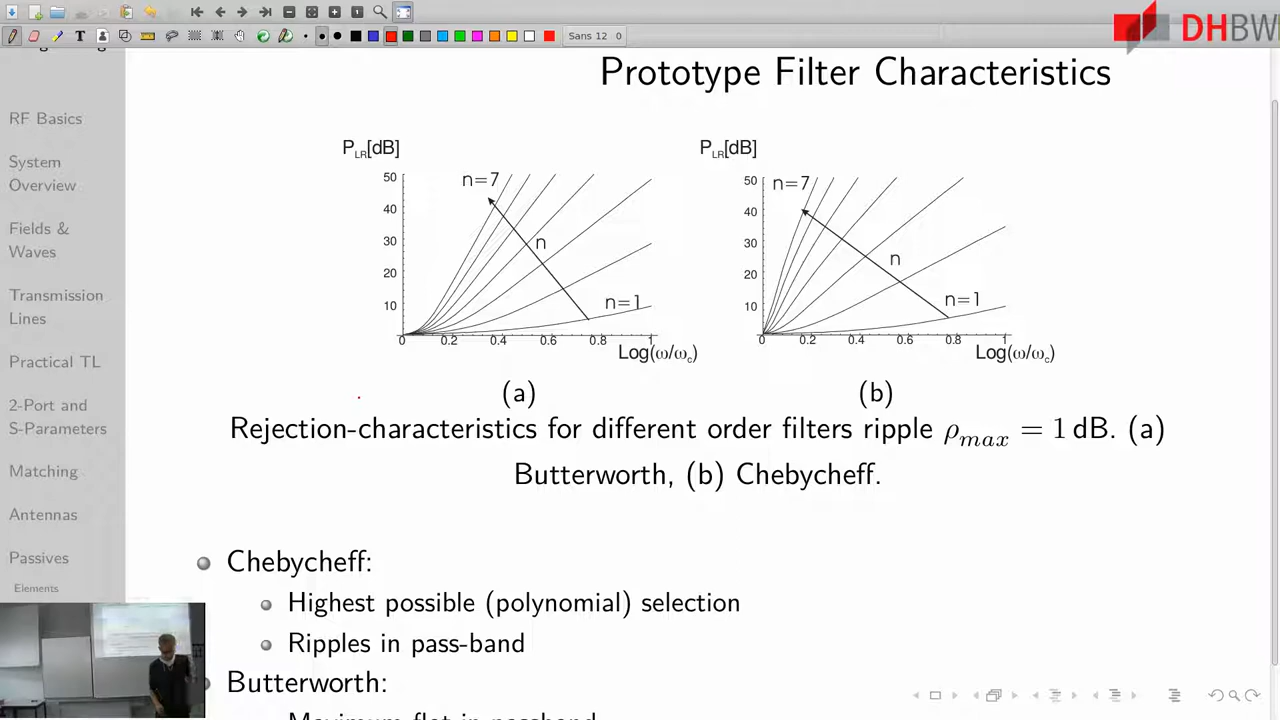 Sans 12 0
DHBW
Prototype Filter Characteristics
RF Basics
System
Overview
Fields &
Waves
Transmission
Lines
Practical TL
2-Port and
S-Parameters
Matching
Antennas
Passives
Elements
P_LR[dB]
50
40
30
20
10
0 0.2 0.4 0.6 0.8 1
n=7
n
n=1
Log(ω/ω_c)
(a)
P_LR[dB]
50
40
30
20
10
0 0.2 0.4 0.6 0.8 1
n=7
n
n=1
Log(ω/ω_c)
(b)
Rejection-characteristics for different order filters ripple ρ_max = 1 dB. (a)
Butterworth, (b) Chebycheff.
Chebycheff:
Highest possible (polynomial) selection
Ripples in pass-band
Butterworth:
Maximum flat in passband